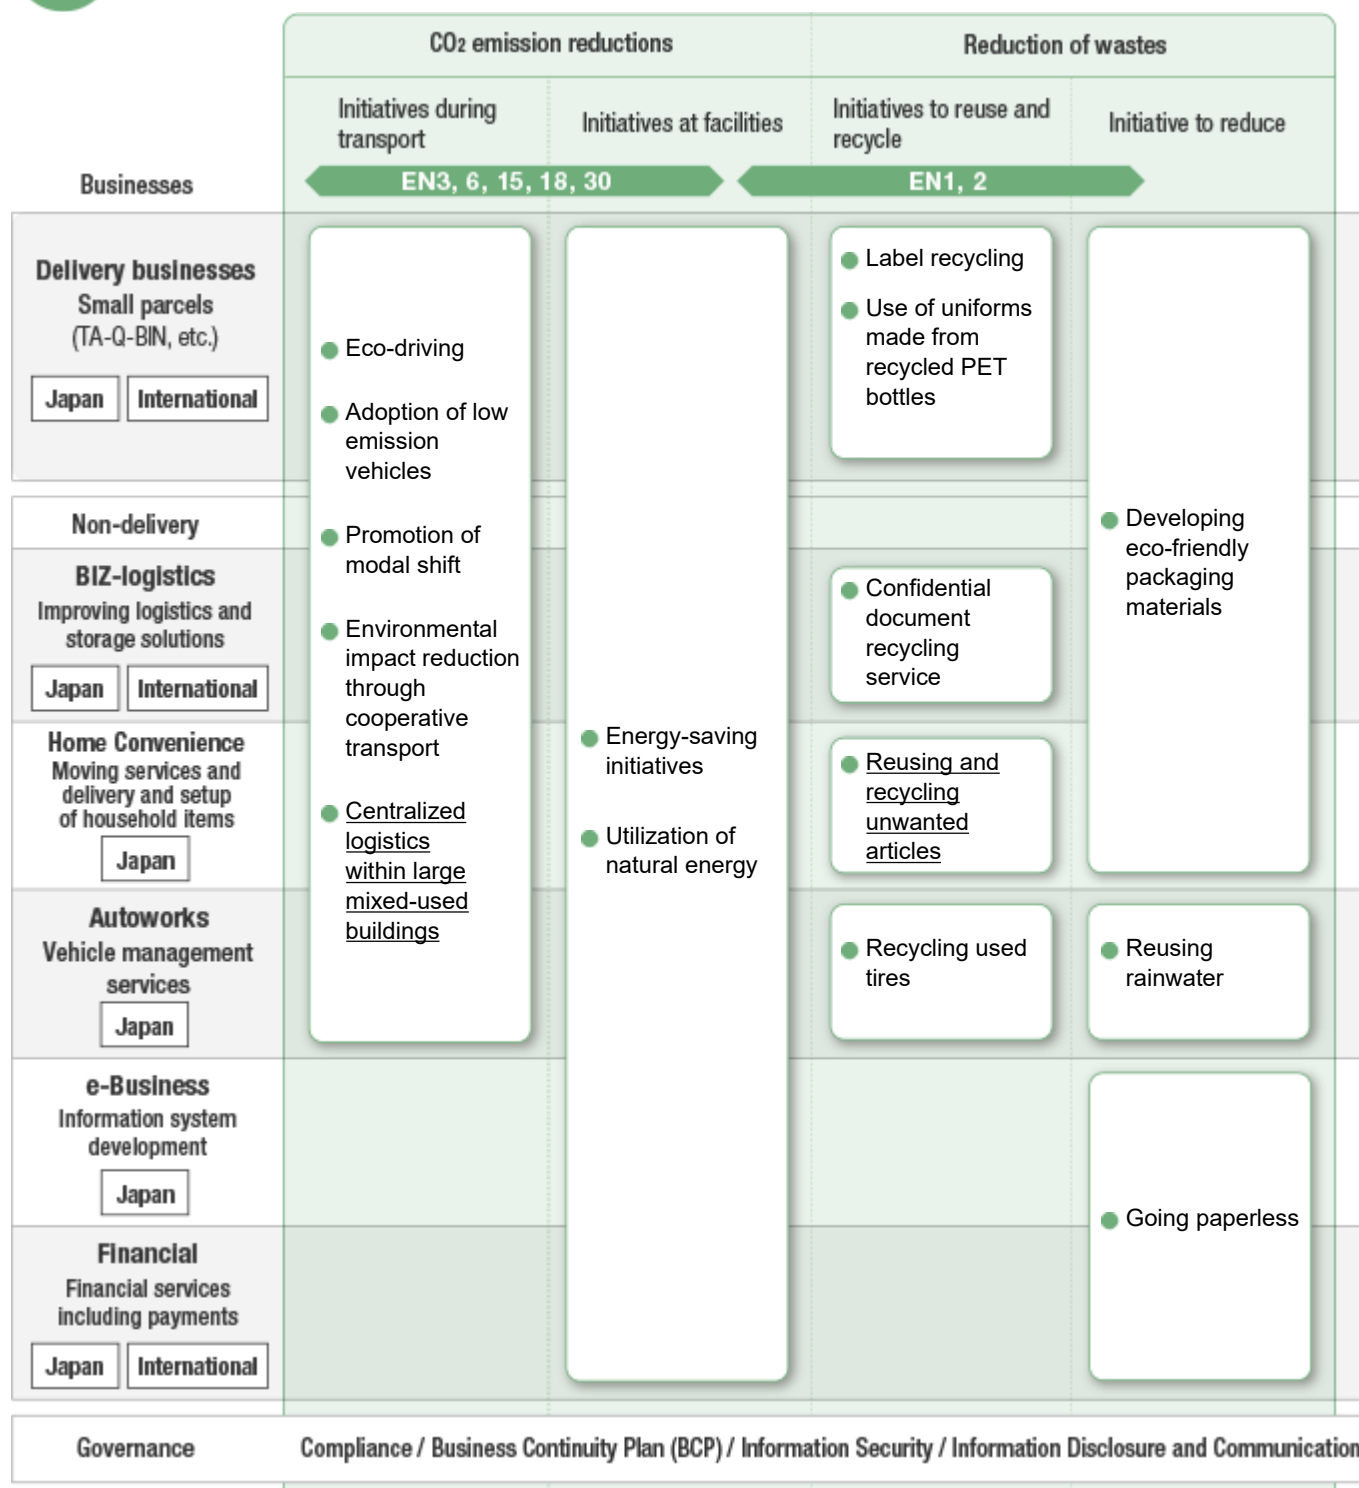 CO2 emission reductions
Reduction of wastes
Initiatives during
transport
Initiatives at facilities
Initiatives to reuse and
recycle
Initiative to reduce
Businesses
EN3, 6, 15, 18, 30
EN1, 2
Delivery businesses
Small parcels
(TA-Q-BIN, etc.)
Japan
International
Eco-driving
Adoption of low
emission
vehicles
Promotion of
modal shift
Environmental
impact reduction
through
cooperative
transport
Centralized
logistics
within large
mixed-used
buildings
Energy-saving
initiatives
Utilization of
natural energy
Label recycling
Use of uniforms
made from
recycled PET
bottles
Developing
eco-friendly
packaging
materials
Non-delivery
BIZ-logistics
Improving logistics and
storage solutions
Japan
International
Confidential
document
recycling
service
Home Convenience
Moving services and
delivery and setup
of household items
Japan
Reusing and
recycling
unwanted
articles
Autoworks
Vehicle management
services
Japan
Recycling used
tires
Reusing
rainwater
e-Business
Information system
development
Japan
Going paperless
Financial
Financial services
including payments
Japan
International
Governance
Compliance / Business Continuity Plan (BCP) / Information Security / Information Disclosure and Communication